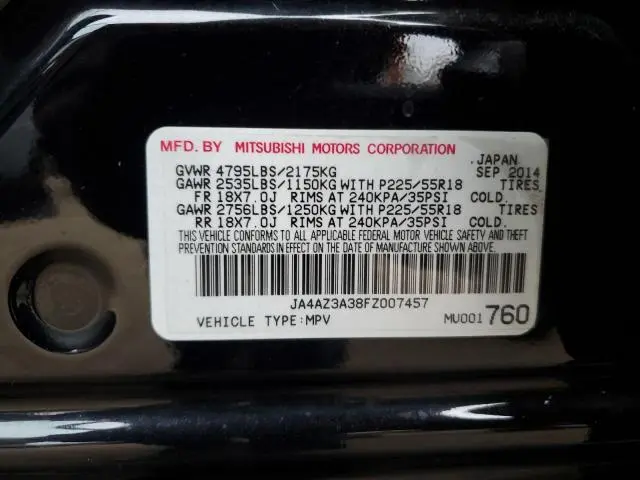 MFD. BY MITSUBISHI MOTORS CORPORATION
JAPAN
GVWR 4795LBS/2175KG SEP 2014
GAWR 2535LBS/1150KG WITH P225/55R18 TIRES
FR 18X7.0J RIMS AT 240KPA/35PSI COLD.
GAWR 2756LBS/1250KG WITH P225/55R18 TIRES
RR 18X7.0J RIMS AT 240KPA/35PSI COLD.
THIS VEHICLE CONFORMS TO ALL APPLICABLE FEDERAL MOTOR VEHICLE SAFETY AND THEFT
PREVENTION STANDARDS IN EFFECT ON THE DATE OF MANUFACTURE SHOWN ABOVE.
JA4AZ3A38FZ007457
VEHICLE TYPE:MPV MU001760